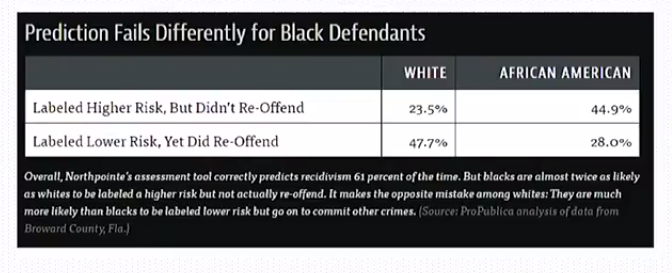 Prediction Fails Differently for Black Defendants
WHITE AFRICAN AMERICAN
Labeled Higher Risk, But Didn't Re-Offend 23.5% 44.9%
Labeled Lower Risk, Yet Did Re-Offend 47.7% 28.0%
Overall, Northpointe's assessment tool correctly predicts recidivism 61 percent of the time. But blacks are almost twice as likely
as whites to be labeled a higher risk but not actually re-offend. It makes the opposite mistake among whites: They are much
more likely than blacks to be labeled lower risk but go on to commit other crimes. (Source: ProPublica analysis of data from
Broward County, Fla.)